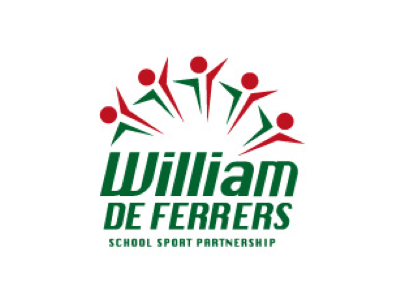 William
DE FERRERS
SCHOOL SPORT PARTNERSHIP